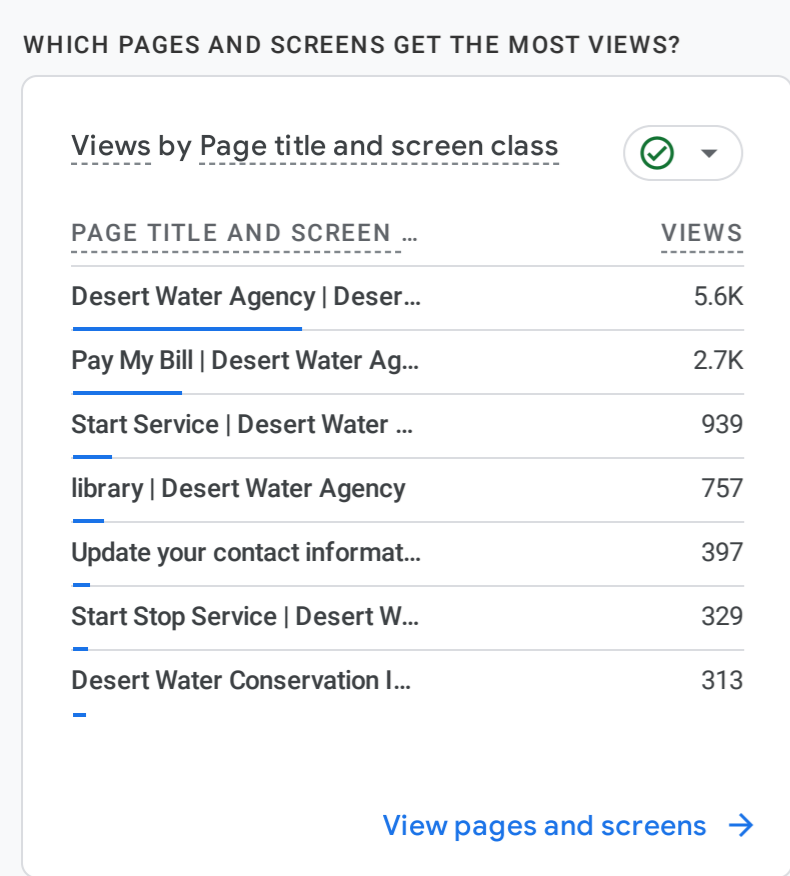 WHICH PAGES AND SCREENS GET THE MOST VIEWS?
Views by Page title and screen class
PAGE TITLE AND SCREEN … VIEWS
Desert Water Agency | Deser… 5.6K
Pay My Bill | Desert Water Ag… 2.7K
Start Service | Desert Water … 939
library | Desert Water Agency 757
Update your contact informat… 397
Start Stop Service | Desert W… 329
Desert Water Conservation I… 313
View pages and screens